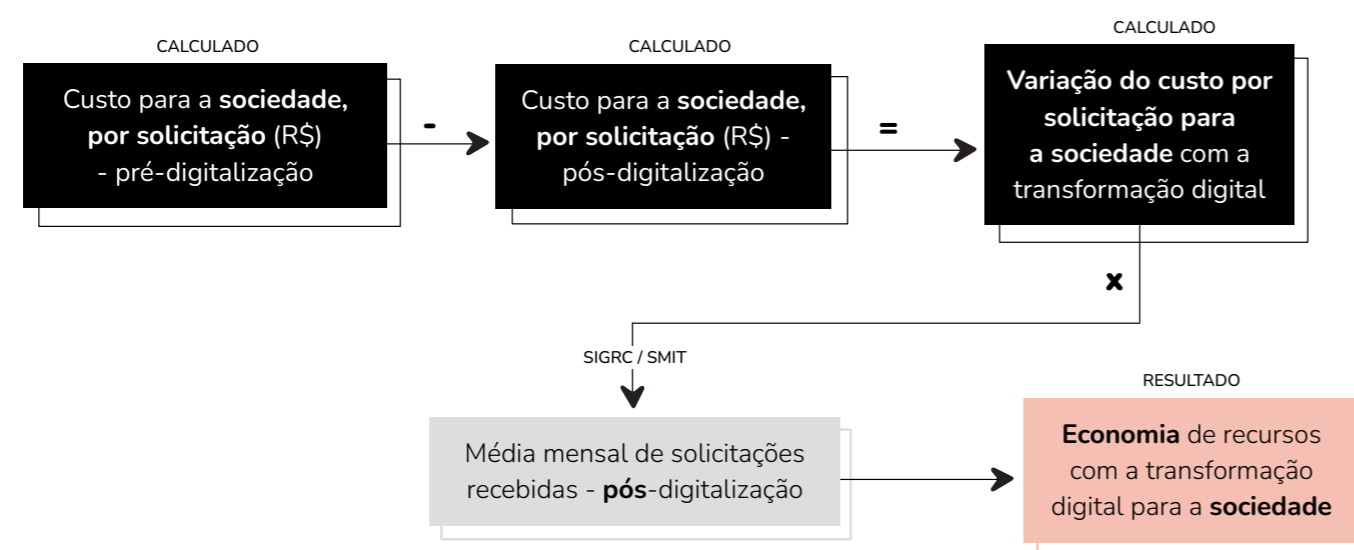 CALCULADO
Custo para a sociedade,
por solicitação (R$)
- pré-digitalização
-
CALCULADO
Custo para a sociedade,
por solicitação (R$) -
pós-digitalização
=
CALCULADO
Variação do custo por
solicitação para
a sociedade com a
transformação digital
x
SIGRC / SMIT
Média mensal de solicitações
recebidas - pós-digitalização
RESULTADO
Economia de recursos
com a transformação
digital para a sociedade